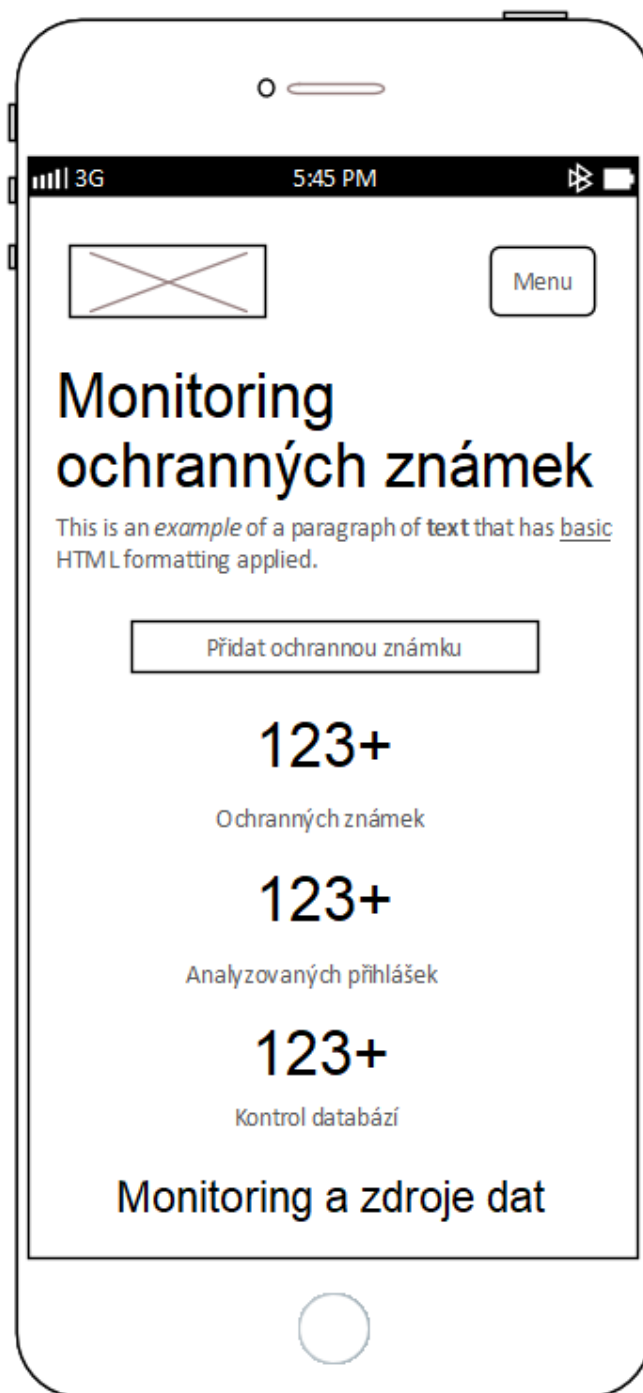 3G 5:45 PM
Menu
Monitoring
ochranných známek
This is an example of a paragraph of text that has basic
HTML formatting applied.
Přidat ochrannou známku
123+
Ochranných známek
123+
Analyzovaných přihlášek
123+
Kontrol databází
Monitoring a zdroje dat